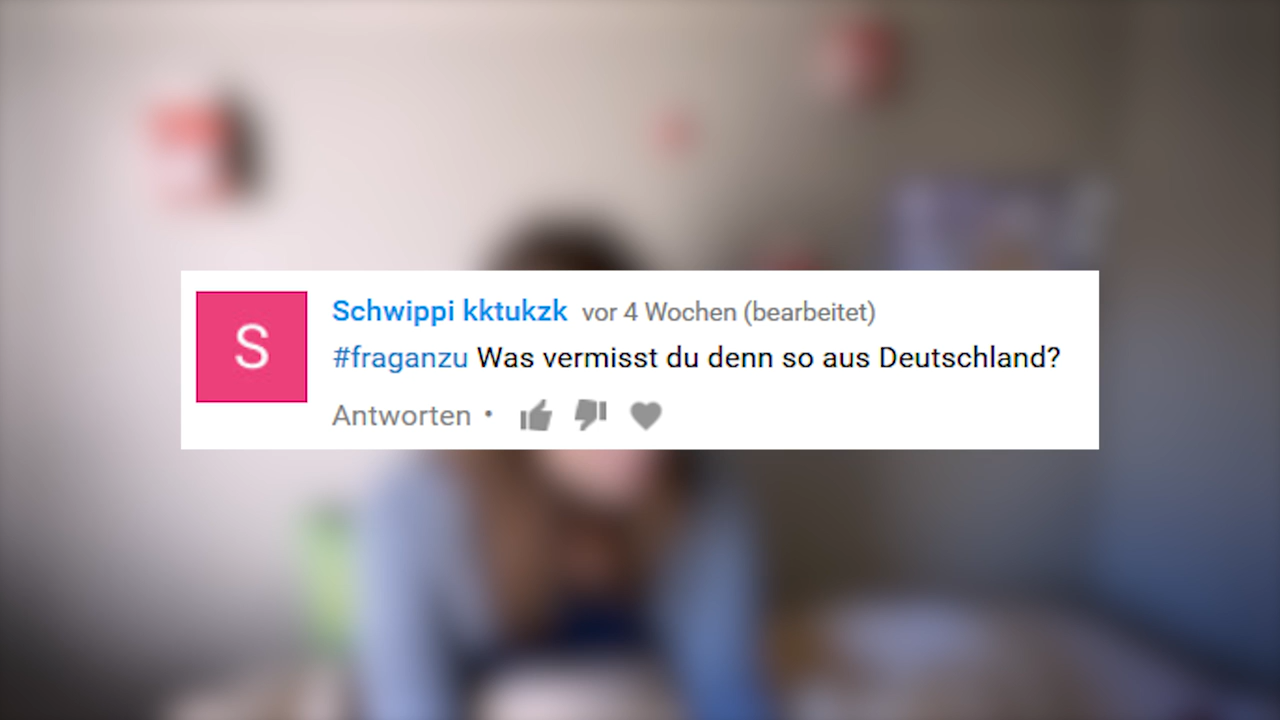 S
Schwippi kktukzk vor 4 Wochen (bearbeitet)
#fraganzu Was vermisst du denn so aus Deutschland?
Antworten •